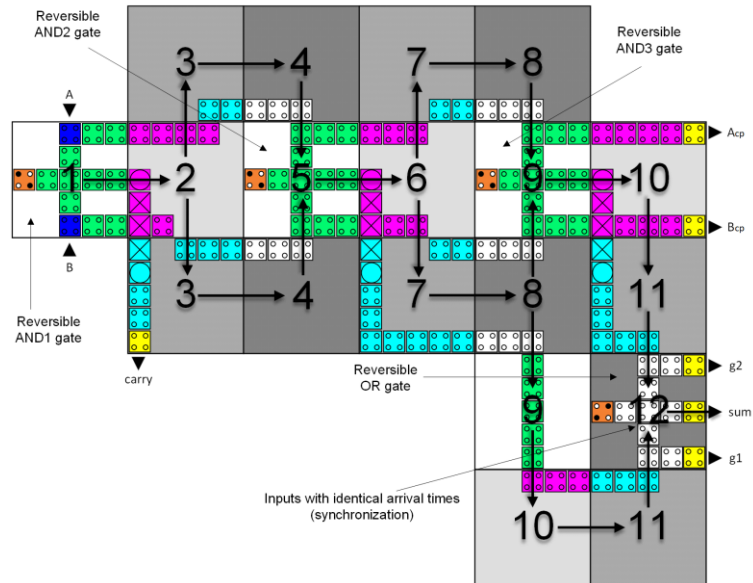 Reversible
AND2 gate
3
4
7
8
Reversible
AND3 gate
A
Acp
1
2
5
6
9
10
B
Bcp
Reversible
AND1 gate
3
4
7
8
11
carry
Reversible
OR gate
g2
9
12
sum
g1
Inputs with identical arrival times
(synchronization)
10
11